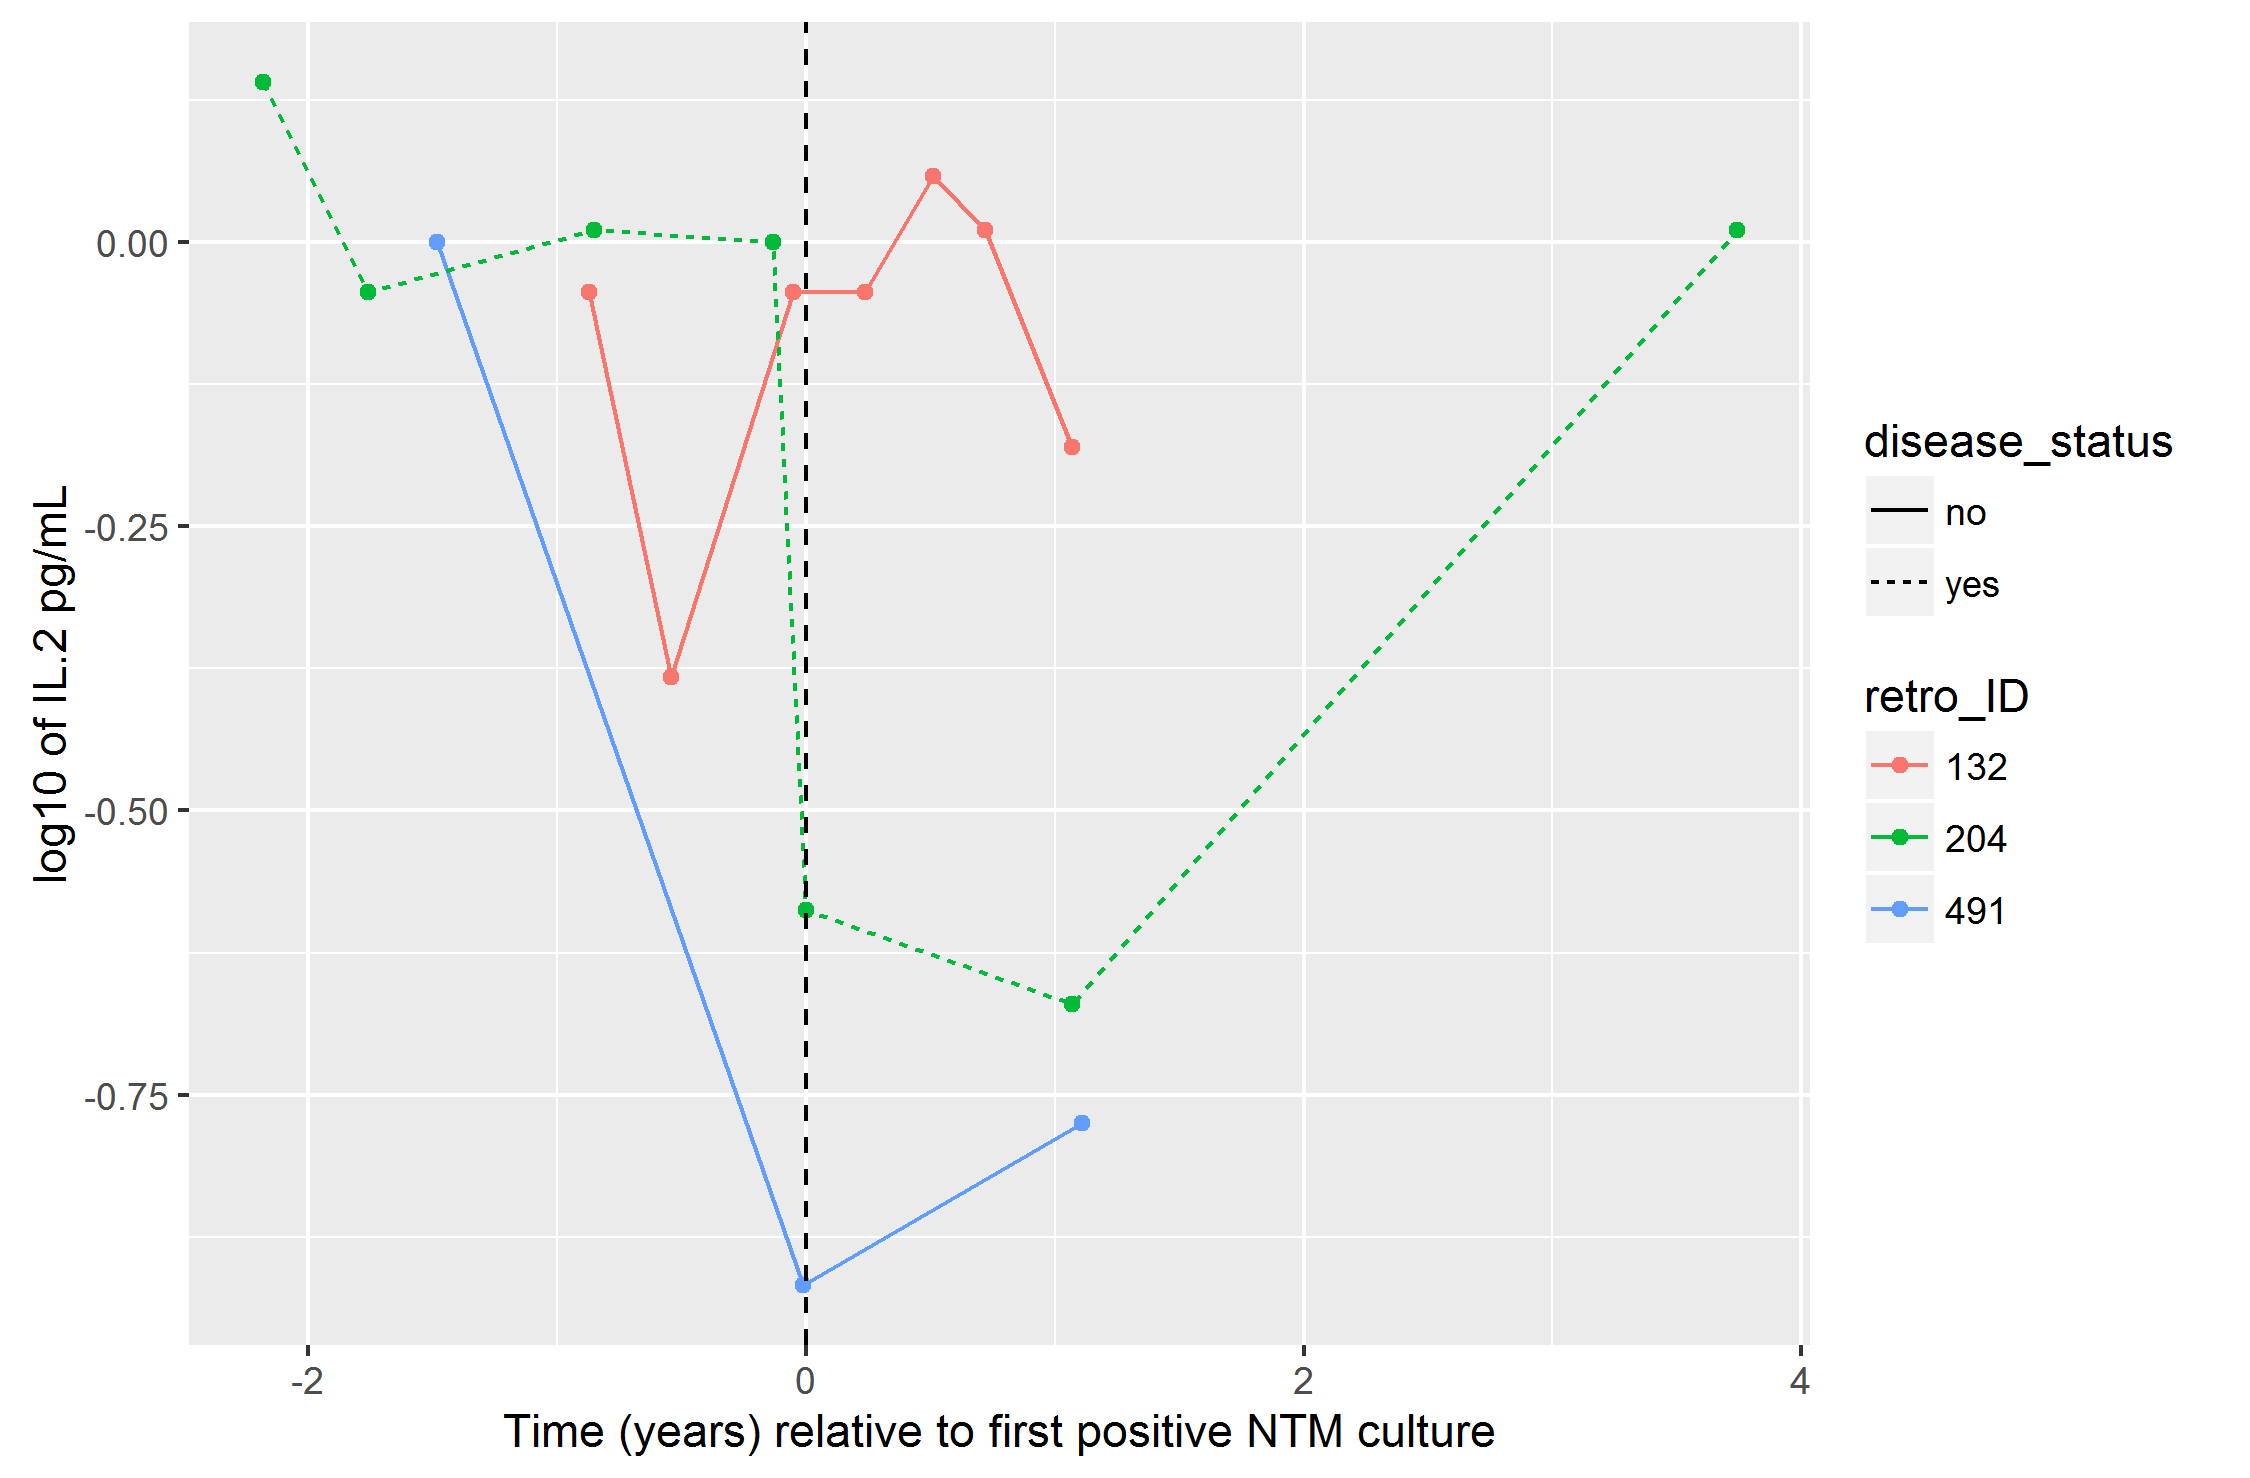 log10 of IL.2 pg/mL
0.00
-0.25
-0.50
-0.75
-2
0
2
4
Time (years) relative to first positive NTM culture
disease_status
no
yes
retro_ID
132
204
491